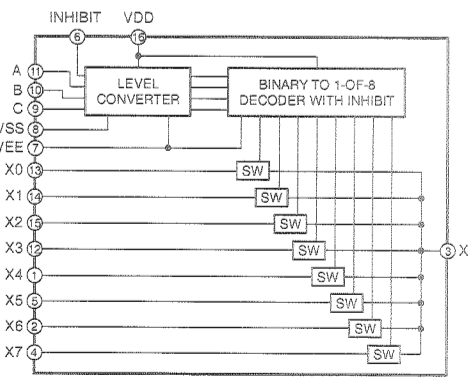 INHIBIT VDD
6 16
A 11
B 10
C 9
VSS 8
VEE 7
LEVEL
CONVERTER
BINARY TO 1-OF-8
DECODER WITH INHIBIT
X0 13 SW
X1 14 SW
X2 15 SW
X3 12 SW
3 X
X4 1 SW
X5 5 SW
X6 2 SW
X7 4 SW